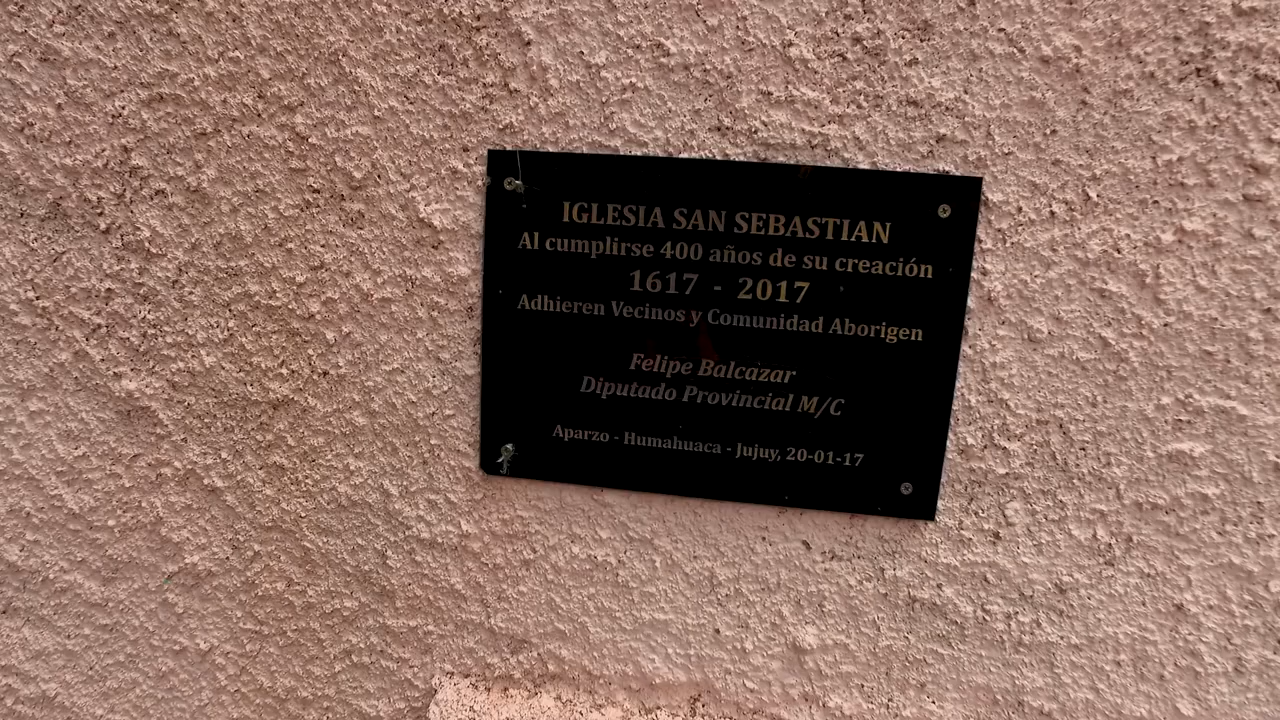 IGLESIA SAN SEBASTIAN
Al cumplirse 400 años de su creación
1617 - 2017
Adhieren Vecinos y Comunidad Aborigen
Felipe Balcazar
Diputado Provincial M/C
Aparzo - Humahuaca - Jujuy, 20-01-17